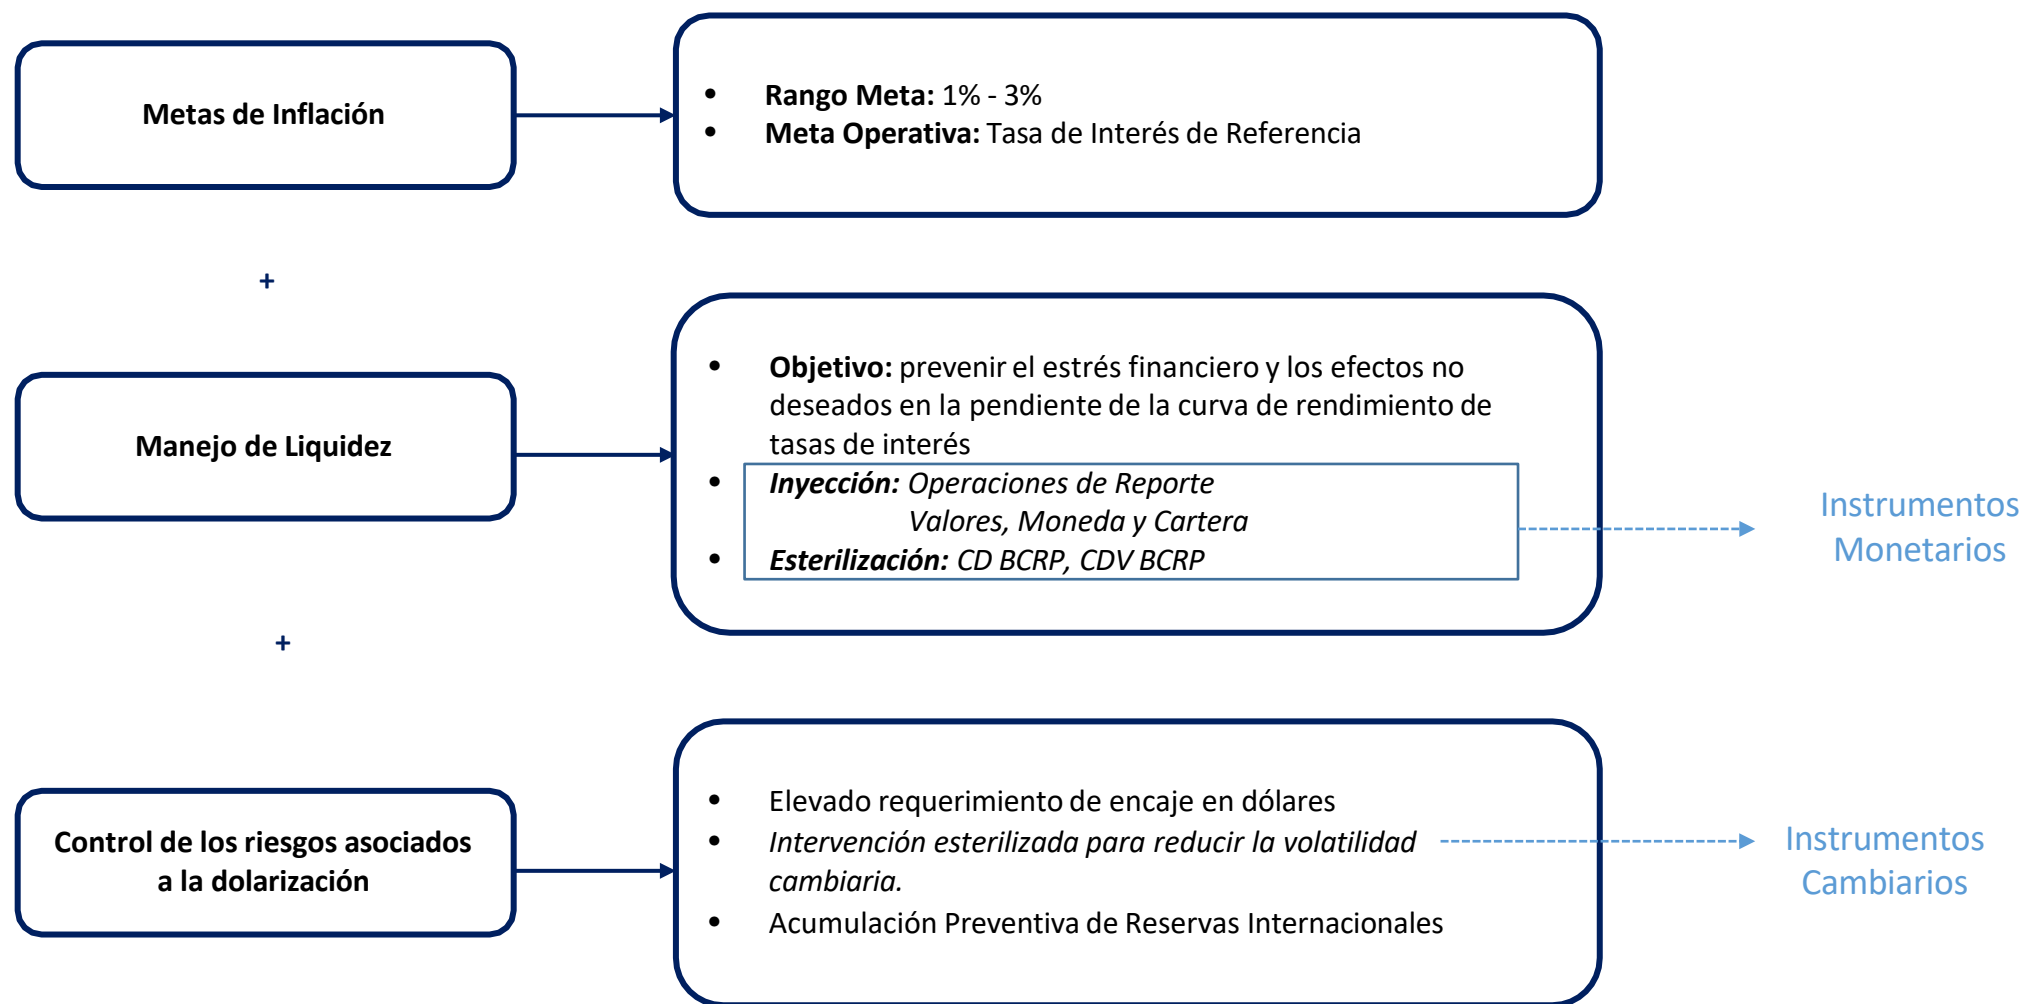 Metas de Inflación
• Rango Meta: 1% - 3%
• Meta Operativa: Tasa de Interés de Referencia
+
Manejo de Liquidez
• Objetivo: prevenir el estrés financiero y los efectos no
deseados en la pendiente de la curva de rendimiento de
tasas de interés
• Inyección: Operaciones de Reporte
Valores, Moneda y Cartera
• Esterilización: CD BCRP, CDV BCRP
Instrumentos
Monetarios
+
Control de los riesgos asociados
a la dolarización
• Elevado requerimiento de encaje en dólares
• Intervención esterilizada para reducir la volatilidad
cambiaria.
• Acumulación Preventiva de Reservas Internacionales
Instrumentos
Cambiarios